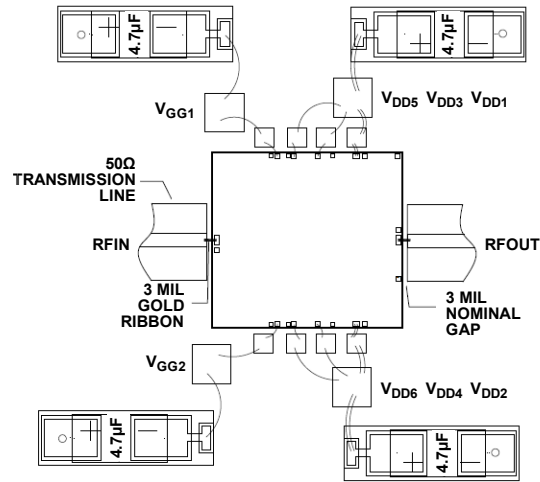 4.7µF
4.7µF
VGG1
VDD5 VDD3 VDD1
50Ω
TRANSMISSION
LINE
RFIN
RFOUT
3 MIL
GOLD
RIBBON
3 MIL
NOMINAL
GAP
VGG2
VDD6 VDD4 VDD2
4.7µF
4.7µF